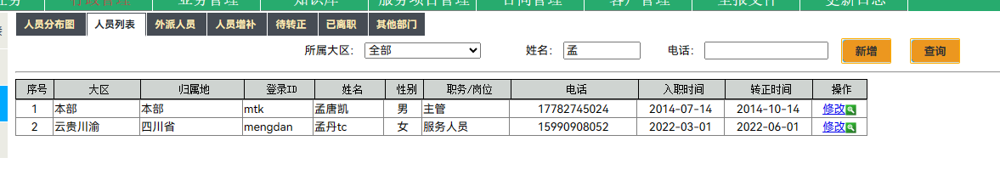 任务 行政管理 业务管理 知识库 服务项目管理 合同管理 客户管理 呈报文件 更新日志
人员分布图 人员列表 外派人员 人员增补 待转正 已离职 其他部门
所属大区： 全部 姓名： 孟 电话： 新增 查询
序号 大区 归属地 登录ID 姓名 性别 职务/岗位 电话 入职时间 转正时间 操作
1 本部 本部 mtk 孟唐凯 男 主管 17782745024 2014-07-14 2014-10-14 修改
2 云贵川渝 四川省 mengdan 孟丹tc 女 服务人员 15990908052 2022-03-01 2022-06-01 修改